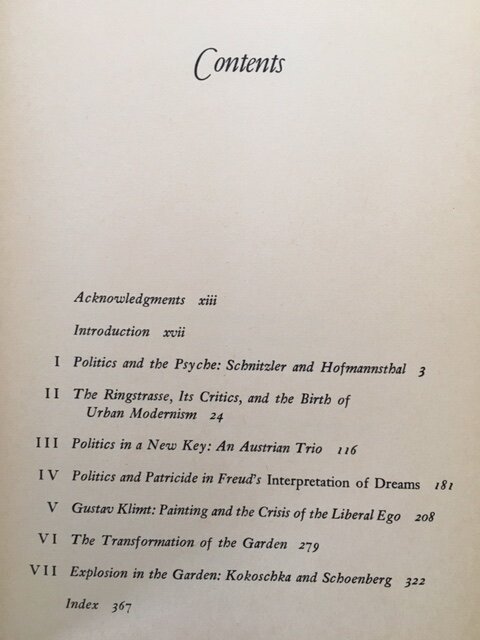 Contents
Acknowledgments xiii
Introduction xvii
I Politics and the Psyche: Schnitzler and Hofmannsthal 3
II The Ringstrasse, Its Critics, and the Birth of
Urban Modernism 24
III Politics in a New Key: An Austrian Trio 116
IV Politics and Patricide in Freud's Interpretation of Dreams 181
V Gustav Klimt: Painting and the Crisis of the Liberal Ego 208
VI The Transformation of the Garden 279
VII Explosion in the Garden: Kokoschka and Schoenberg 322
Index 367